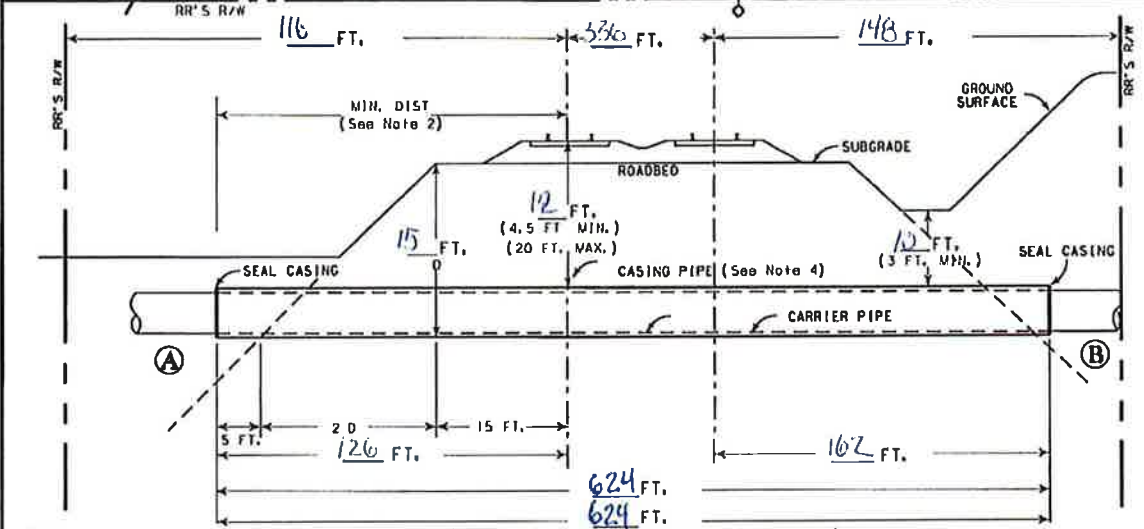 RR'S R/W
116 FT. 336 FT. 148 FT.
RR'S R/W
RR'S R/W
MIN. DIST
(See Note 2)
GROUND
SURFACE
SUBGRADE
ROADBED
12 FT.
(4.5 FT MIN.)
(20 FT. MAX.)
15 FT.
D
10 FT.
(3 FT. MIN.)
SEAL CASING
CASING PIPE (See Note 4)
SEAL CASING
CARRIER PIPE
A
B
5 FT. 2 D 15 FT.
126 FT. 162 FT.
624 FT.
624 FT.